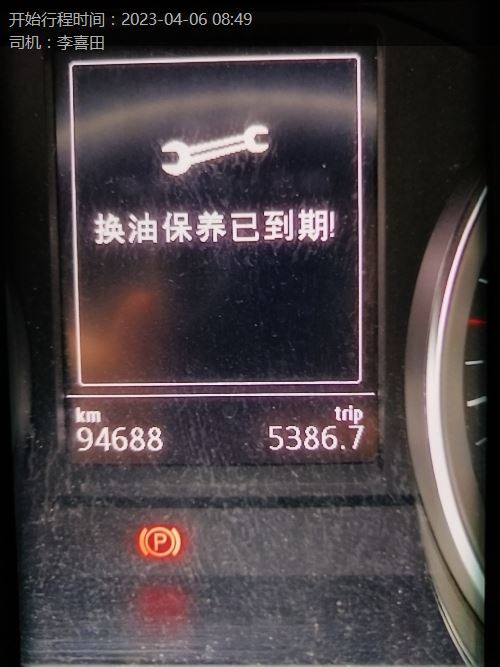 开始行程时间：2023-04-06 08:49
司机：李喜田
换油保养已到期!
km trip
94688 5386.7
P